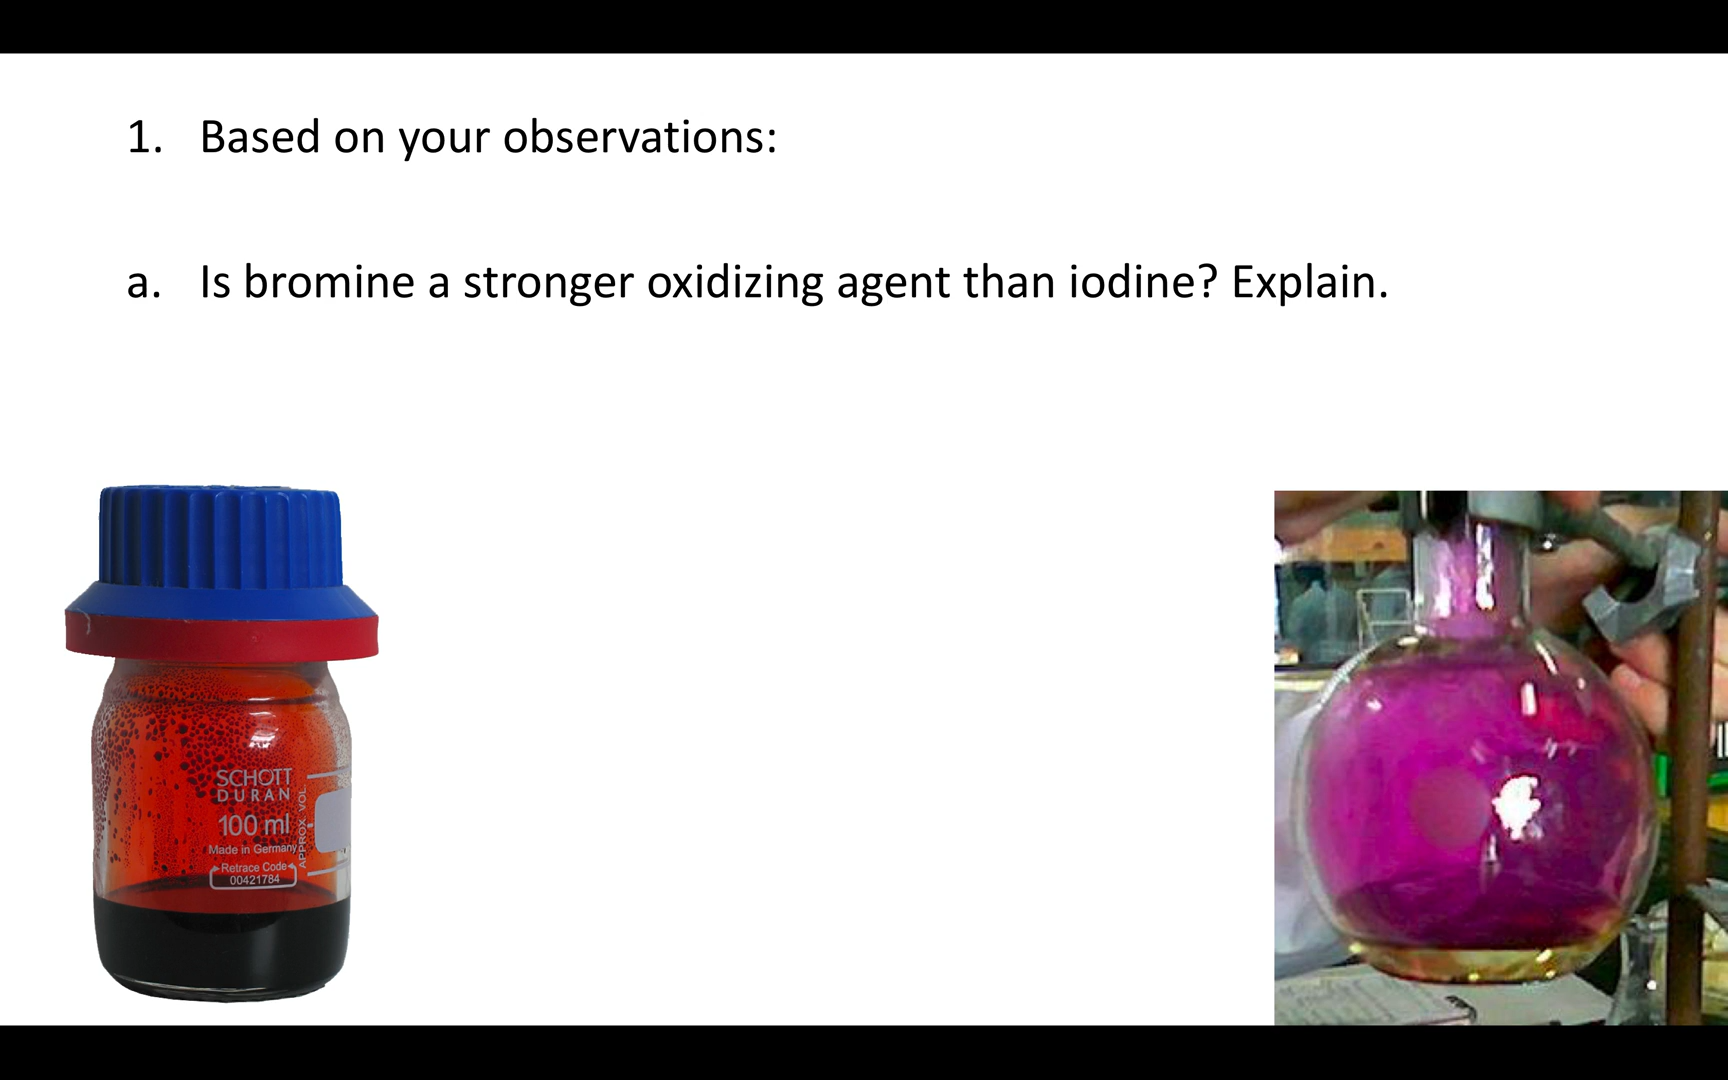 1. Based on your observations:
a. Is bromine a stronger oxidizing agent than iodine? Explain.
SCHOTT
DURAN
100 ml
APPROX. VOL.
Made in Germany
Retrace Code
00421784